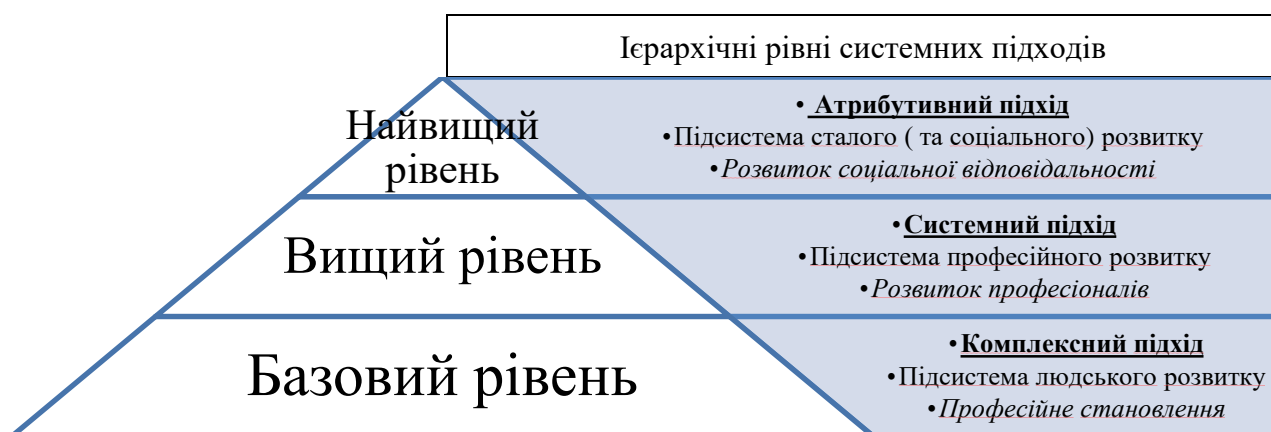 Ієрархічні рівні системних підходів
Найвищий
рівень
• Атрибутивний підхід
•Підсистема сталого ( та соціального) розвитку
•Розвиток соціальної відповідальності
Вищий рівень
•Системний підхід
•Підсистема професійного розвитку
•Розвиток професіоналів
Базовий рівень
•Комплексний підхід
•Підсистема людського розвитку
•Професійне становлення